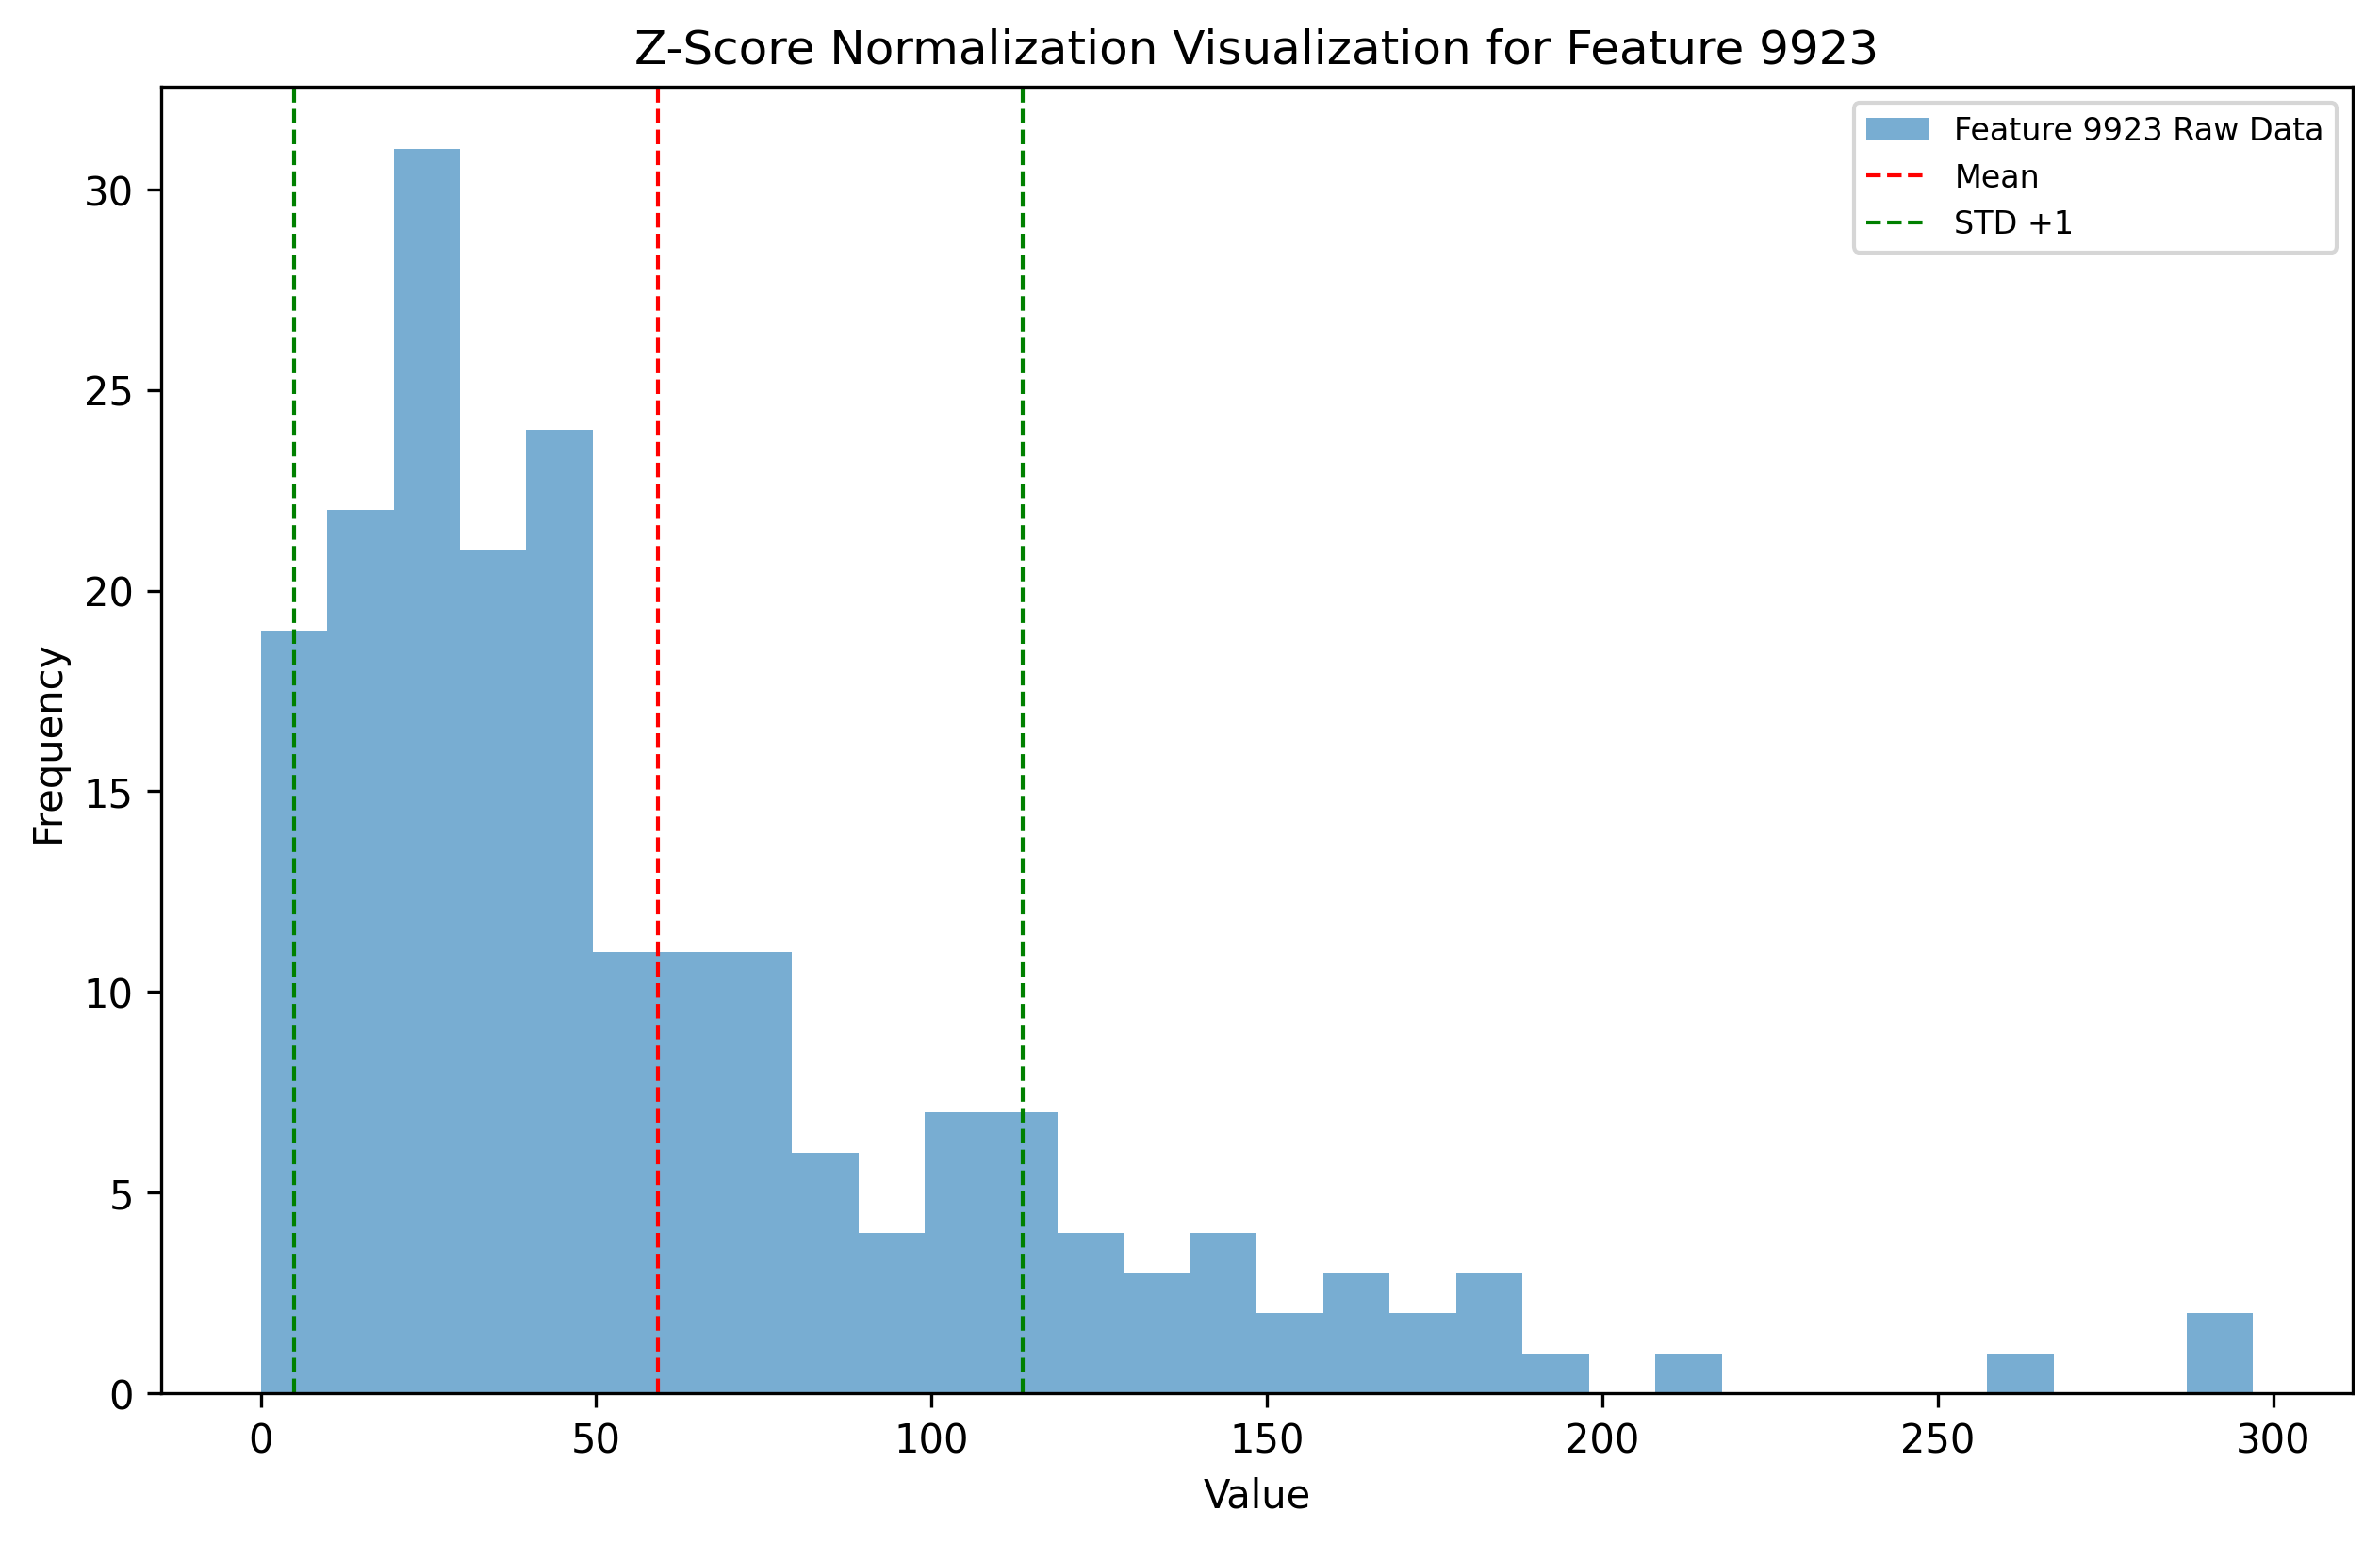 Z-Score Normalization Visualization for Feature 9923
Feature 9923 Raw Data
Mean
STD +1
30
25
20
15
10
5
0
Frequency
0 50 100 150 200 250 300
Value